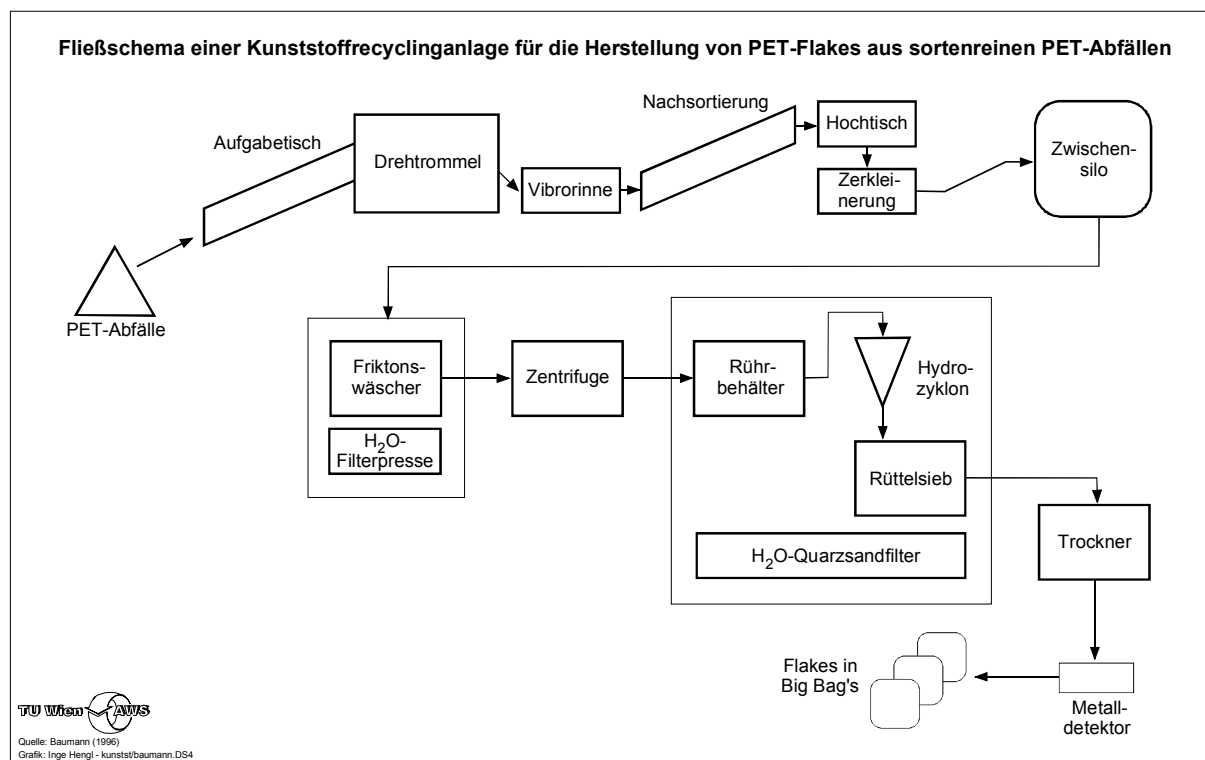 Fließschema einer Kunststoffrecyclinganlage für die Herstellung von PET-Flakes aus sortenreinen PET-Abfällen
Aufgabetisch
Drehtrommel
Vibrorinne
Nachsortierung
Hochtisch
Zerklei-
nerung
Zwischen-
silo
PET-Abfälle
Friktons-
wäscher
H₂O-
Filterpresse
Zentrifuge
Rühr-
behälter
Hydro-
zyklon
Rüttelsieb
H₂O-Quarzsandfilter
Trockner
Metall-
detektor
Flakes in
Big Bag's
TU Wien AWS
Quelle: Baumann (1996)
Grafik: Inge Hengl - kunstst/baumann.DS4